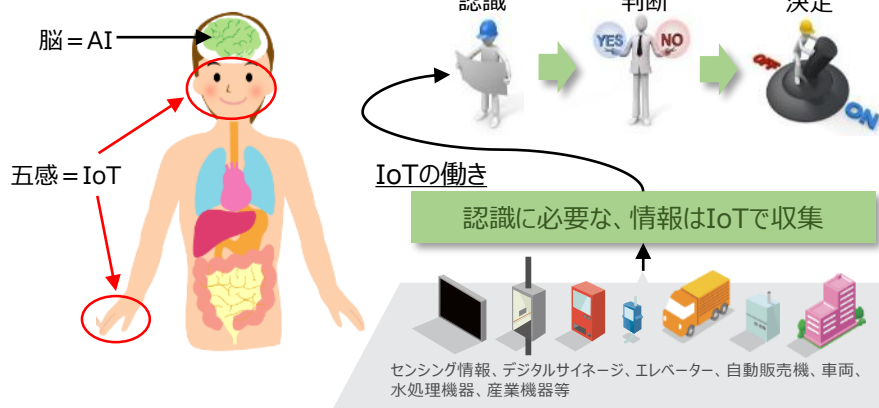 認識
判断
決定
脳＝AI
YES
NO
OFF
ON
五感＝IoT
IoTの働き
認識に必要な、情報はIoTで収集
センシング情報、デジタルサイネージ、エレベーター、自動販売機、車両、
水処理機器、産業機器等